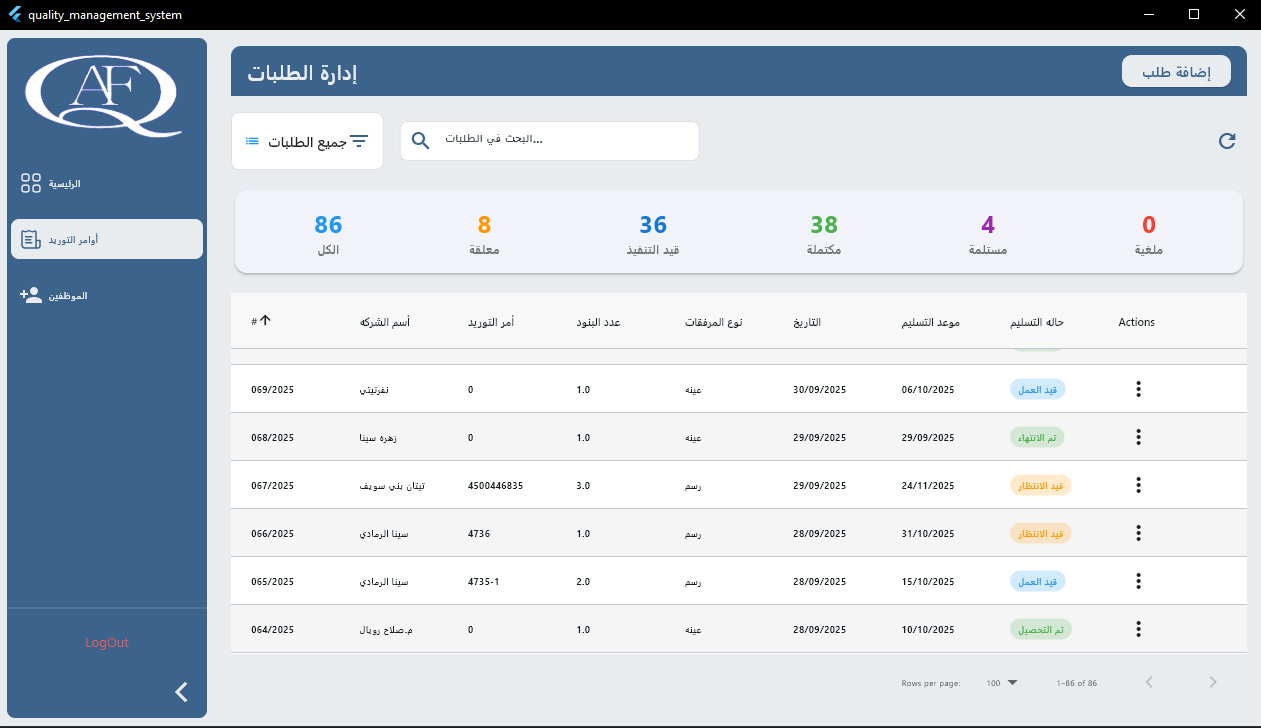 quality_management_system
AFQ
الرئيسية
أوامر التوريد
الموظفين
LogOut
إدارة الطلبات
إضافة طلب
جميع الطلبات
البحث في الطلبات...
86 8 36 38 4 0
الكل معلقة قيد التنفيذ مكتملة مستلمة ملغية
# أسم الشركه أمر التوريد عدد البنود نوع المرفقات التاريخ موعد التسليم حاله التسليم Actions
069/2025 نفرتيتي 0 1.0 عينه 30/09/2025 06/10/2025 قيد العمل
068/2025 زهره سينا 0 1.0 عينه 29/09/2025 29/09/2025 تم الانتهاء
067/2025 تيتان بني سويف 4500446835 3.0 رسم 29/09/2025 24/11/2025 قيد الانتظار
066/2025 سينا الرمادي 4736 1.0 رسم 28/09/2025 31/10/2025 قيد الانتظار
065/2025 سينا الرمادي 4735-1 2.0 رسم 28/09/2025 15/10/2025 قيد العمل
064/2025 م.صلاح رويال 0 1.0 عينه 28/09/2025 10/10/2025 تم التحصيل
Rows per page: 100 1–86 of 86